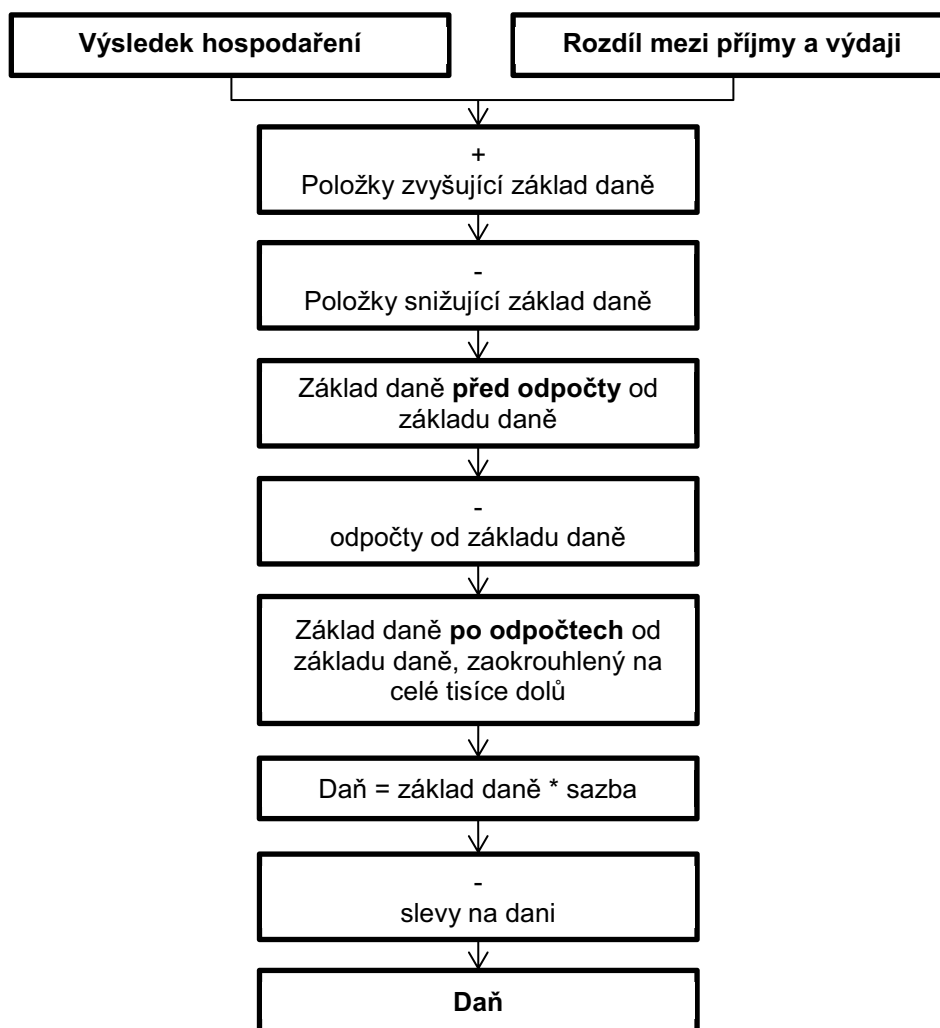 Výsledek hospodaření
Rozdíl mezi příjmy a výdaji
+
Položky zvyšující základ daně
-
Položky snižující základ daně
Základ daně před odpočty od
základu daně
-
odpočty od základu daně
Základ daně po odpočtech od
základu daně, zaokrouhlený na
celé tisíce dolů
Daň = základ daně * sazba
-
slevy na dani
Daň